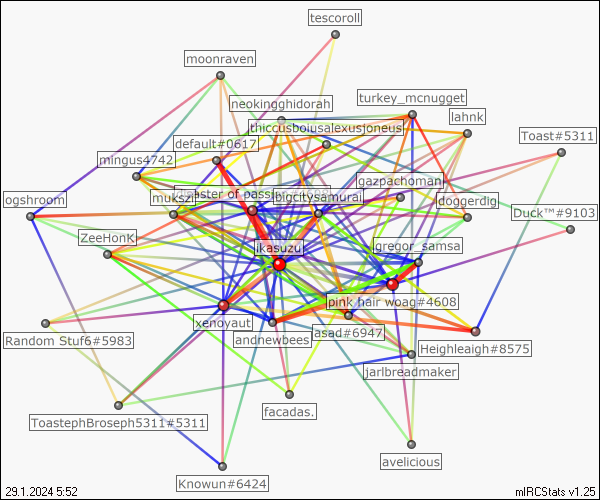 tescoroll
moonraven
turkey_mcnugget
neokingghidorah
lahnk
thiccusboiusalexusjoneus
Toast#5311
default#0617
mingus4742
gazpachoman
master of passion
bigcitysamurai
mukszi
doggerdig
ogshroom
Duck™#9103
ZeeHonK
ikasuzu
gregor_samsa
pink hair woag#4608
xenoyaut
asad#6947
andnewbees
Random Stuf6#5983
Heighleaigh#8575
jarlbreadmaker
facadas.
ToastephBroseph5311#5311
avelicious
Knowun#6424
29.1.2024 5:52
mIRCStats v1.25